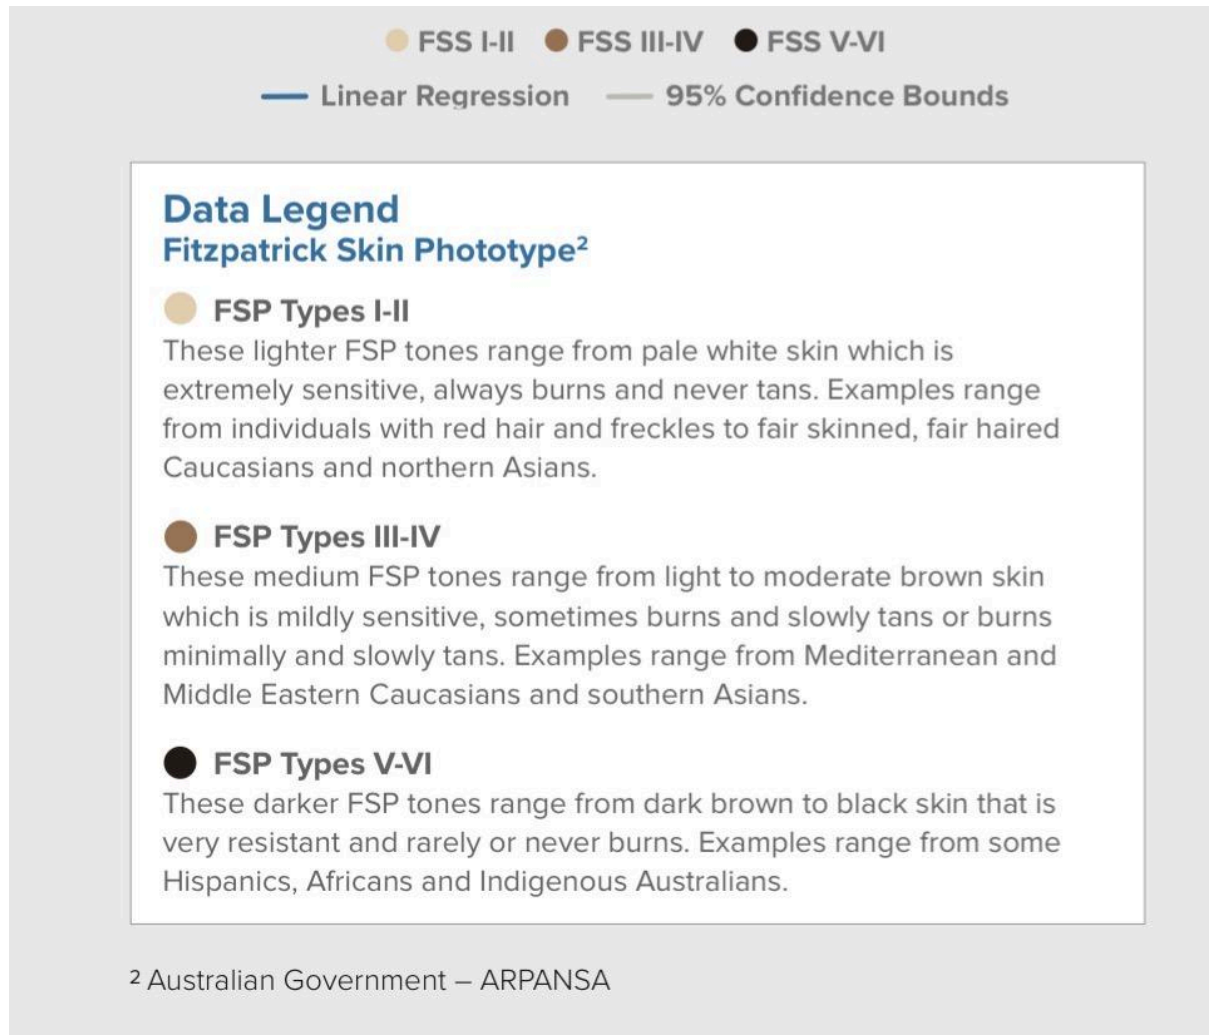 FSS I-II FSS III-IV FSS V-VI
Linear Regression 95% Confidence Bounds
Data Legend
Fitzpatrick Skin Phototype²
FSP Types I-II
These lighter FSP tones range from pale white skin which is
extremely sensitive, always burns and never tans. Examples range
from individuals with red hair and freckles to fair skinned, fair haired
Caucasians and northern Asians.
FSP Types III-IV
These medium FSP tones range from light to moderate brown skin
which is mildly sensitive, sometimes burns and slowly tans or burns
minimally and slowly tans. Examples range from Mediterranean and
Middle Eastern Caucasians and southern Asians.
FSP Types V-VI
These darker FSP tones range from dark brown to black skin that is
very resistant and rarely or never burns. Examples range from some
Hispanics, Africans and Indigenous Australians.
² Australian Government – ARPANSA